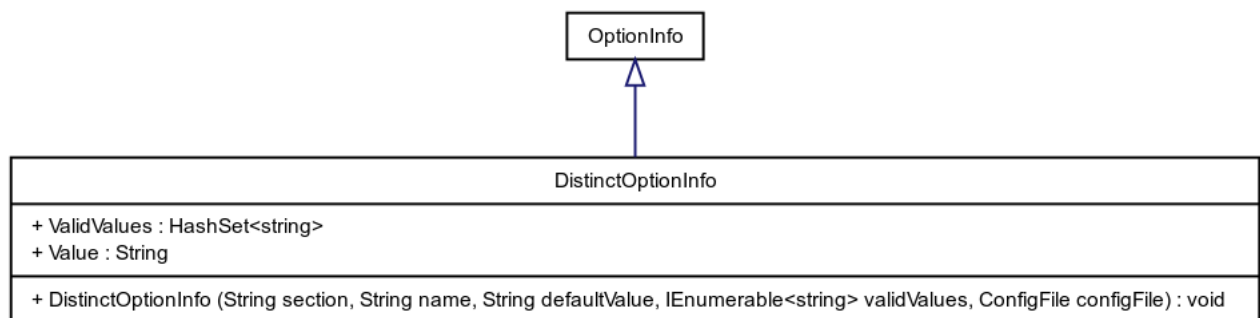 OptionInfo
DistinctOptionInfo
+ ValidValues : HashSet<string>
+ Value : String
+ DistinctOptionInfo (String section, String name, String defaultValue, IEnumerable<string> validValues, ConfigFile configFile) : void